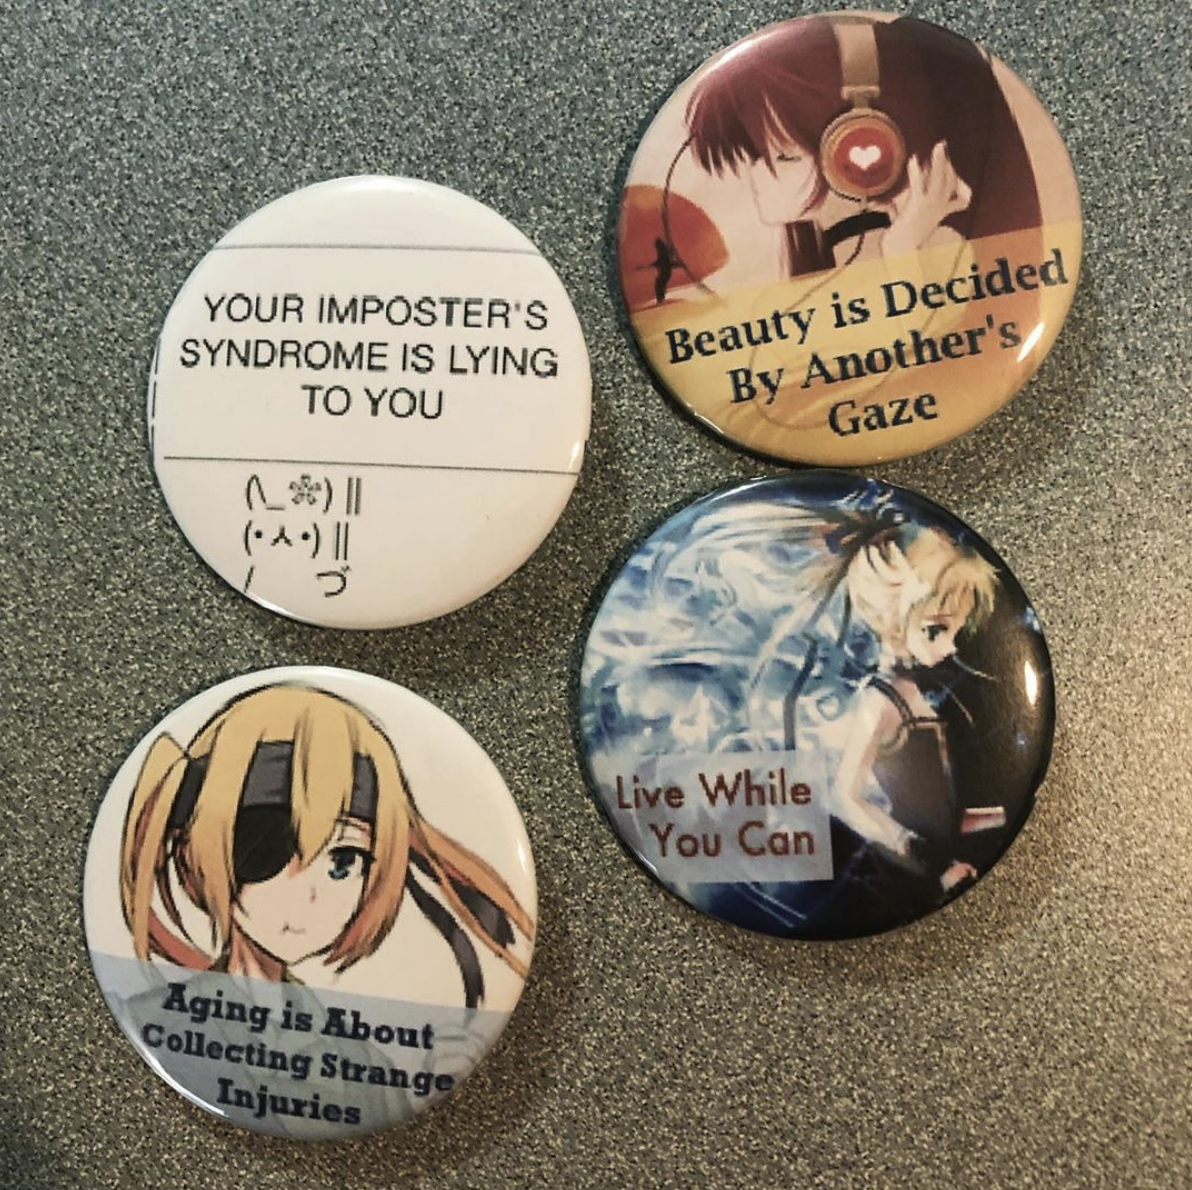 YOUR IMPOSTER'S
SYNDROME IS LYING
TO YOU
(\_❀) ||
(•ㅅ•) ||
/ づ
Beauty is Decided
By Another's
Gaze
Live While
You Can
Aging is About
Collecting Strange
Injuries